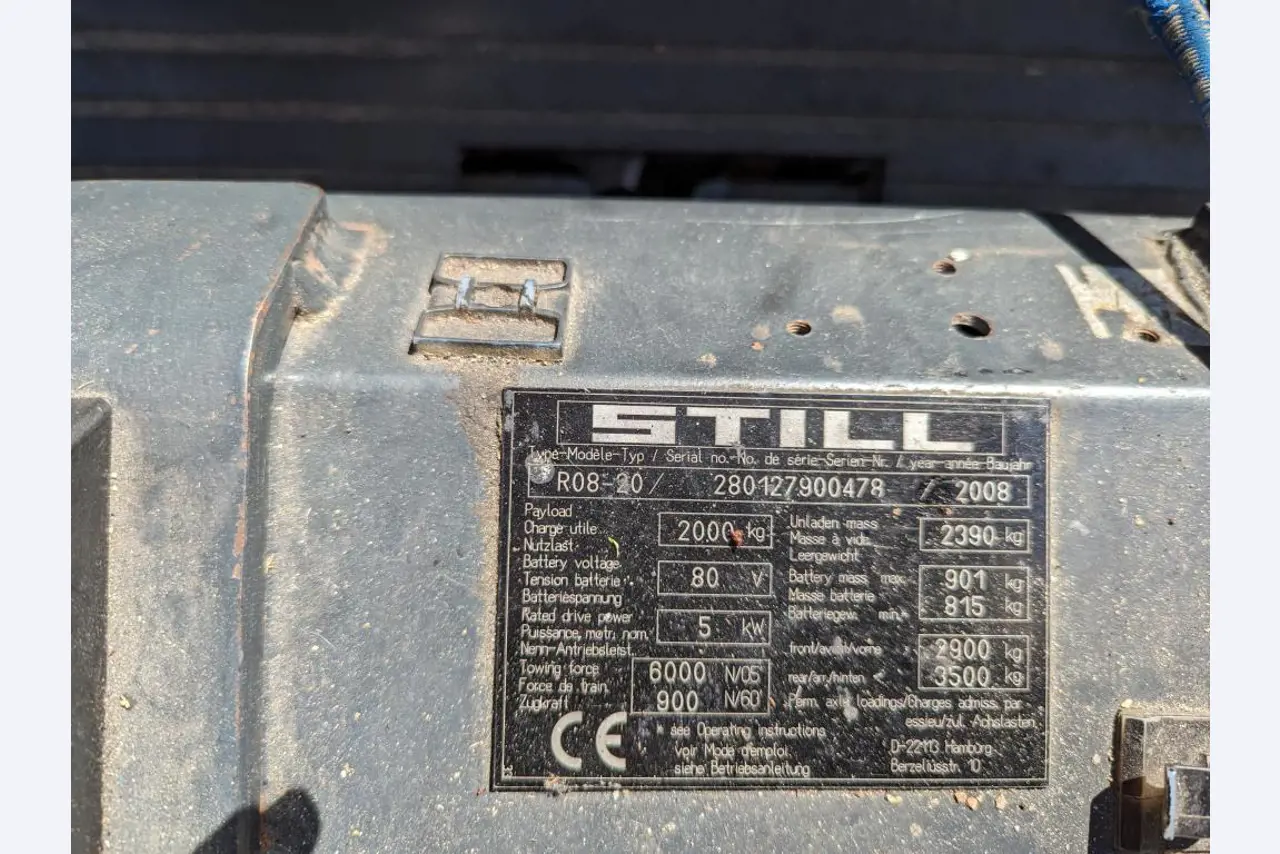 STILL
Type-Modèle-Typ / Serial no.-No. de série-Serien-Nr. / year année Baujahr
R08-20 / 280127900478 / 2008
Payload
Charge utile
Nutzlast
2000 kg
Battery voltage
Tension batterie
Batteriespannung
80 V
Rated drive power
Puissance motr. nom.
Nenn-Antriebsleist.
5 kW
Towing force
Force de train.
Zugkraft
6000 N/05'
900 N/60'
Unladen mass
Masse à vide
Leergewicht
2390 kg
Battery mass max.
Masse batterie
Batteriegew. min.
901 kg
815 kg
front/avant/vorne
2900 kg
rear/arr./hinten
3500 kg
Perm. axle loadings/Charges admiss. par
essieu/zul. Achslasten
CE
* see Operating instructions
voir Mode d'emploi
siehe Betriebsanleitung
D-22113 Hamburg
Berzeliusstr. 10